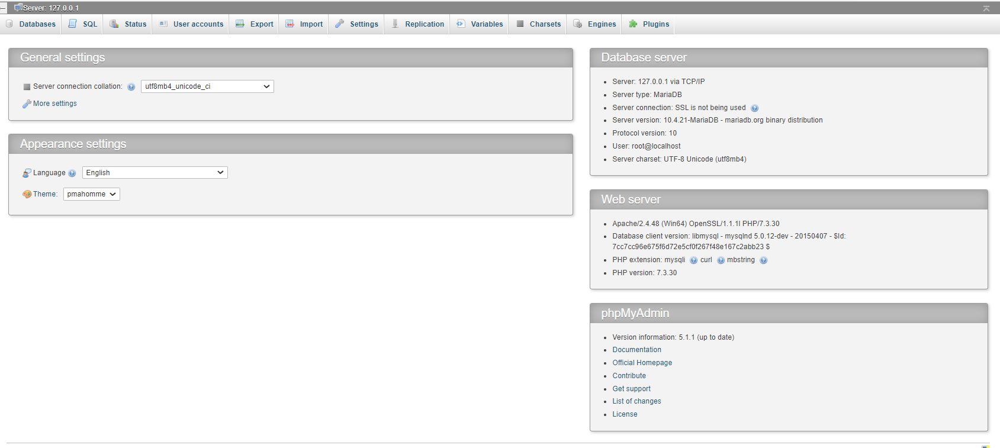 Server: 127.0.0.1
Databases SQL Status User accounts Export Import Settings Replication Variables Charsets Engines Plugins
General settings
Server connection collation: utf8mb4_unicode_ci
More settings
Appearance settings
Language English
Theme: pmahomme
Database server
Server: 127.0.0.1 via TCP/IP
Server type: MariaDB
Server connection: SSL is not being used
Server version: 10.4.21-MariaDB - mariadb.org binary distribution
Protocol version: 10
User: root@localhost
Server charset: UTF-8 Unicode (utf8mb4)
Web server
Apache/2.4.48 (Win64) OpenSSL/1.1.1l PHP/7.3.30
Database client version: libmysql - mysqlnd 5.0.12-dev - 20150407 - $Id:
7cc7cc96e675f6d72e5cf0f267f48e167c2abb23 $
PHP extension: mysqli curl mbstring
PHP version: 7.3.30
phpMyAdmin
Version information: 5.1.1 (up to date)
Documentation
Official Homepage
Contribute
Get support
List of changes
License